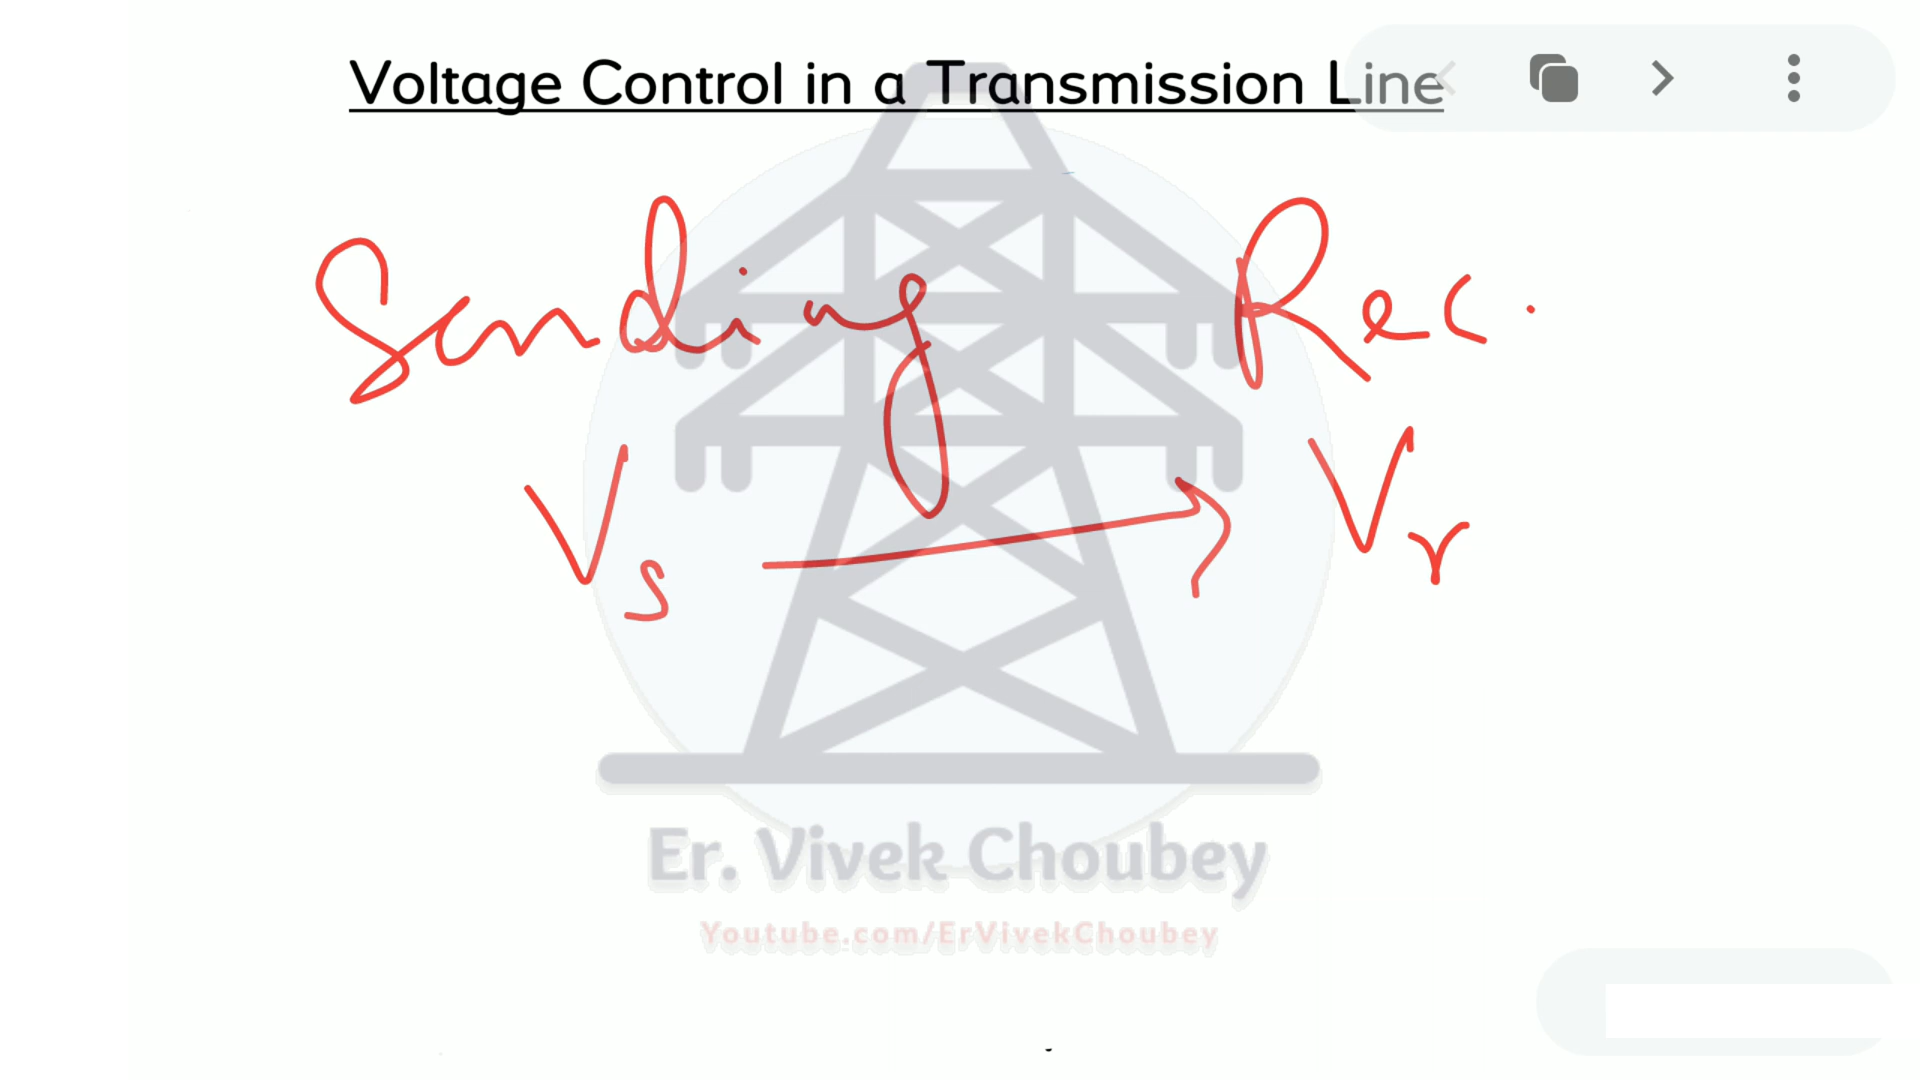 Voltage Control in a Transmission Line
Sending Rec.
Vs → Vr
Er. Vivek Choubey
Youtube.com/ErVivekChoubey